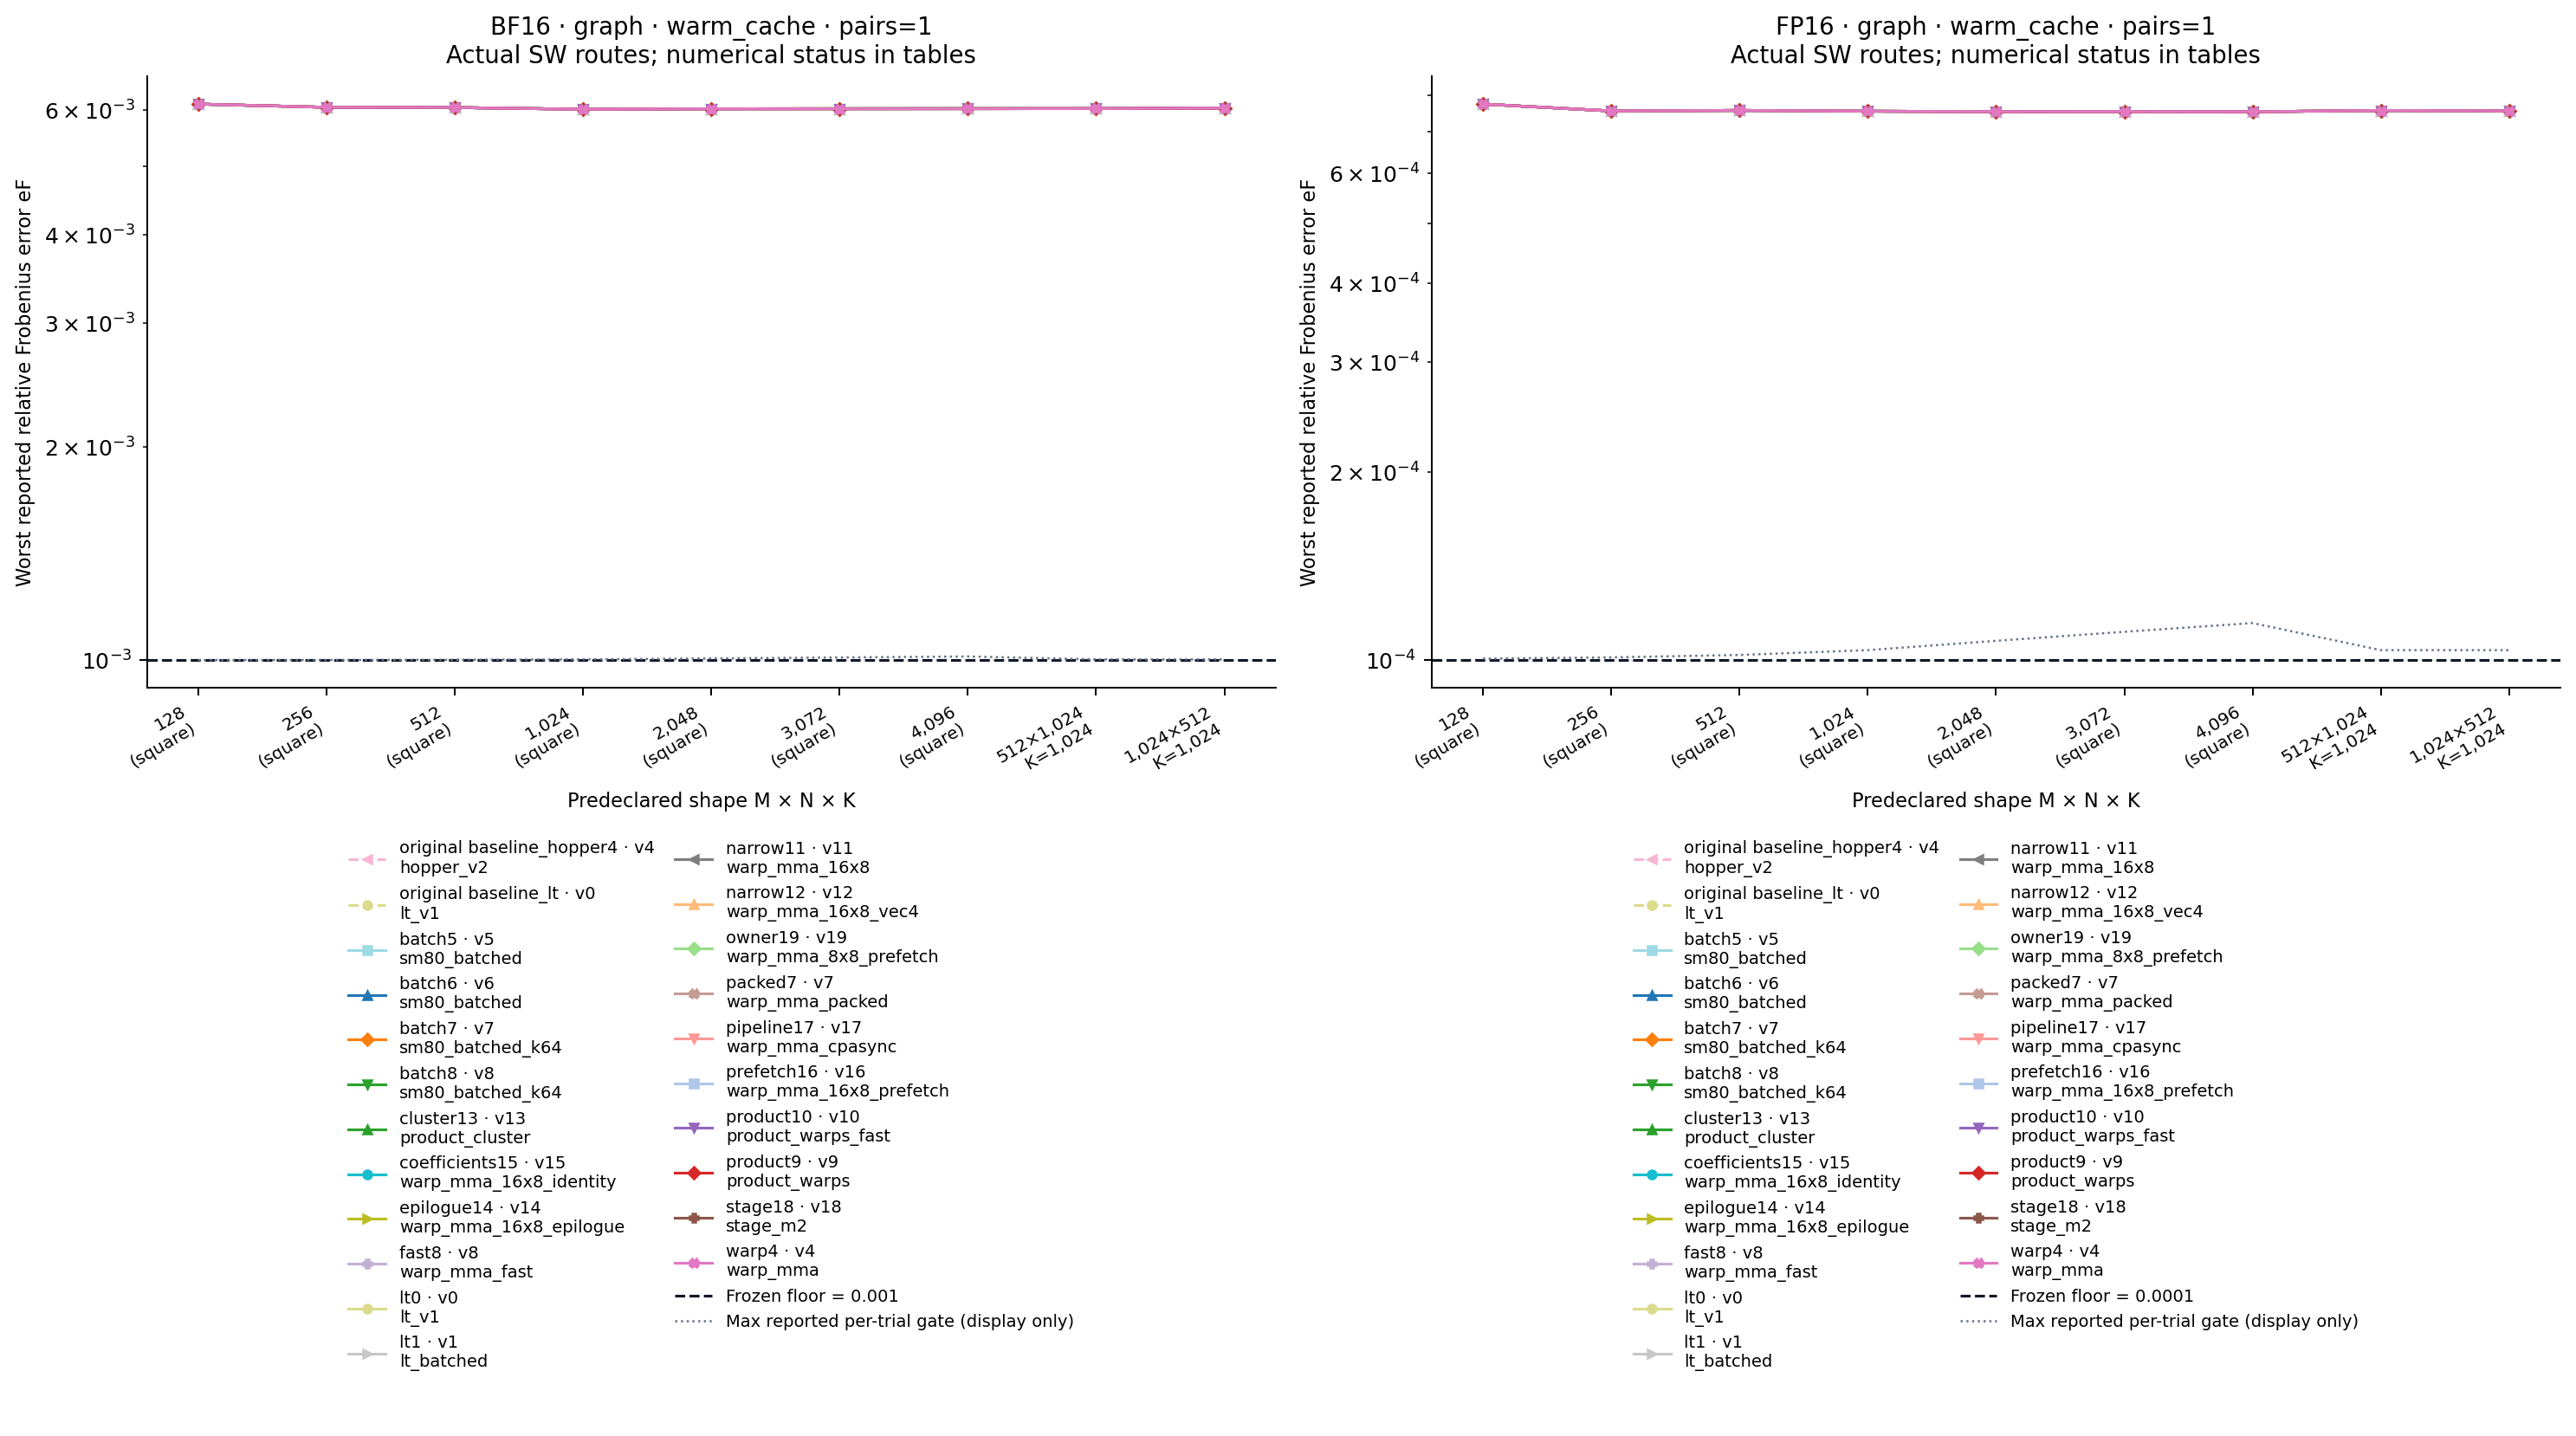 BF16 · graph · warm_cache · pairs=1
Actual SW routes; numerical status in tables
Worst reported relative Frobenius error eF
6 × 10⁻³
4 × 10⁻³
3 × 10⁻³
2 × 10⁻³
10⁻³
128
(square)
256
(square)
512
(square)
1,024
(square)
2,048
(square)
3,072
(square)
4,096
(square)
512×1,024
K=1,024
1,024×512
K=1,024
Predeclared shape M × N × K
original baseline_hopper4 · v4
hopper_v2
original baseline_lt · v0
lt_v1
batch5 · v5
sm80_batched
batch6 · v6
sm80_batched
batch7 · v7
sm80_batched_k64
batch8 · v8
sm80_batched_k64
cluster13 · v13
product_cluster
coefficients15 · v15
warp_mma_16x8_identity
epilogue14 · v14
warp_mma_16x8_epilogue
fast8 · v8
warp_mma_fast
lt0 · v0
lt_v1
lt1 · v1
lt_batched
narrow11 · v11
warp_mma_16x8
narrow12 · v12
warp_mma_16x8_vec4
owner19 · v19
warp_mma_8x8_prefetch
packed7 · v7
warp_mma_packed
pipeline17 · v17
warp_mma_cpasync
prefetch16 · v16
warp_mma_16x8_prefetch
product10 · v10
product_warps_fast
product9 · v9
product_warps
stage18 · v18
stage_m2
warp4 · v4
warp_mma
Frozen floor = 0.001
Max reported per-trial gate (display only)
FP16 · graph · warm_cache · pairs=1
Actual SW routes; numerical status in tables
Worst reported relative Frobenius error eF
6 × 10⁻⁴
4 × 10⁻⁴
3 × 10⁻⁴
2 × 10⁻⁴
10⁻⁴
128
(square)
256
(square)
512
(square)
1,024
(square)
2,048
(square)
3,072
(square)
4,096
(square)
512×1,024
K=1,024
1,024×512
K=1,024
Predeclared shape M × N × K
original baseline_hopper4 · v4
hopper_v2
original baseline_lt · v0
lt_v1
batch5 · v5
sm80_batched
batch6 · v6
sm80_batched
batch7 · v7
sm80_batched_k64
batch8 · v8
sm80_batched_k64
cluster13 · v13
product_cluster
coefficients15 · v15
warp_mma_16x8_identity
epilogue14 · v14
warp_mma_16x8_epilogue
fast8 · v8
warp_mma_fast
lt0 · v0
lt_v1
lt1 · v1
lt_batched
narrow11 · v11
warp_mma_16x8
narrow12 · v12
warp_mma_16x8_vec4
owner19 · v19
warp_mma_8x8_prefetch
packed7 · v7
warp_mma_packed
pipeline17 · v17
warp_mma_cpasync
prefetch16 · v16
warp_mma_16x8_prefetch
product10 · v10
product_warps_fast
product9 · v9
product_warps
stage18 · v18
stage_m2
warp4 · v4
warp_mma
Frozen floor = 0.0001
Max reported per-trial gate (display only)